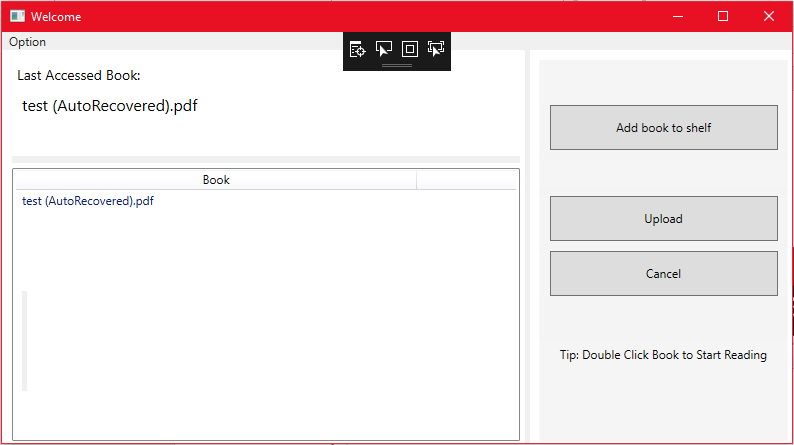 Welcome
Option
Last Accessed Book:
test (AutoRecovered).pdf
Book
test (AutoRecovered).pdf
Add book to shelf
Upload
Cancel
Tip: Double Click Book to Start Reading